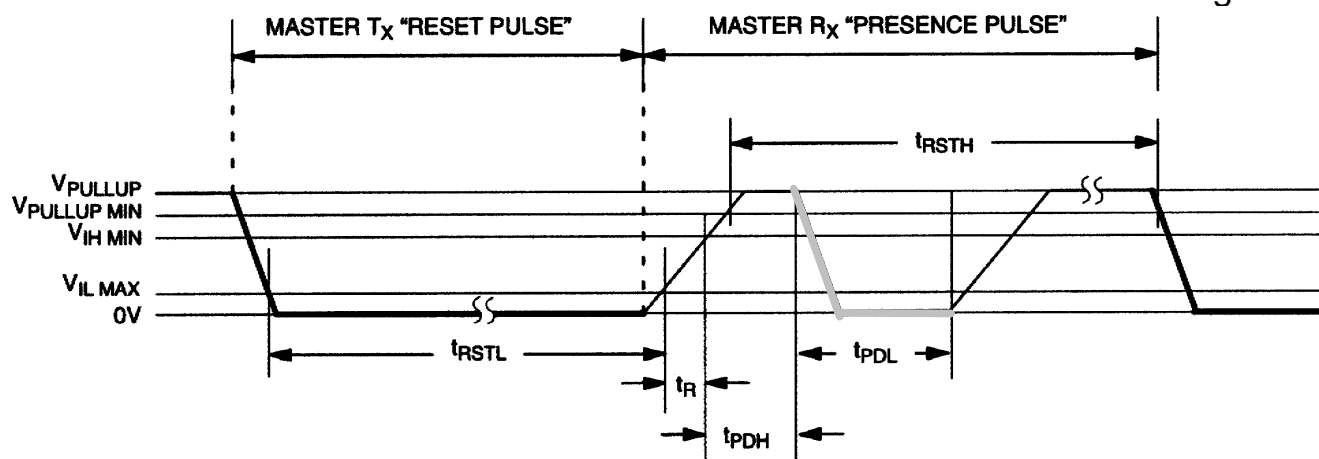 MASTER TX “RESET PULSE”
MASTER RX “PRESENCE PULSE”
tRSTH
VPULLUP
VPULLUP MIN
VIH MIN
VIL MAX
0V
tRSTL
tPDL
tR
tPDH